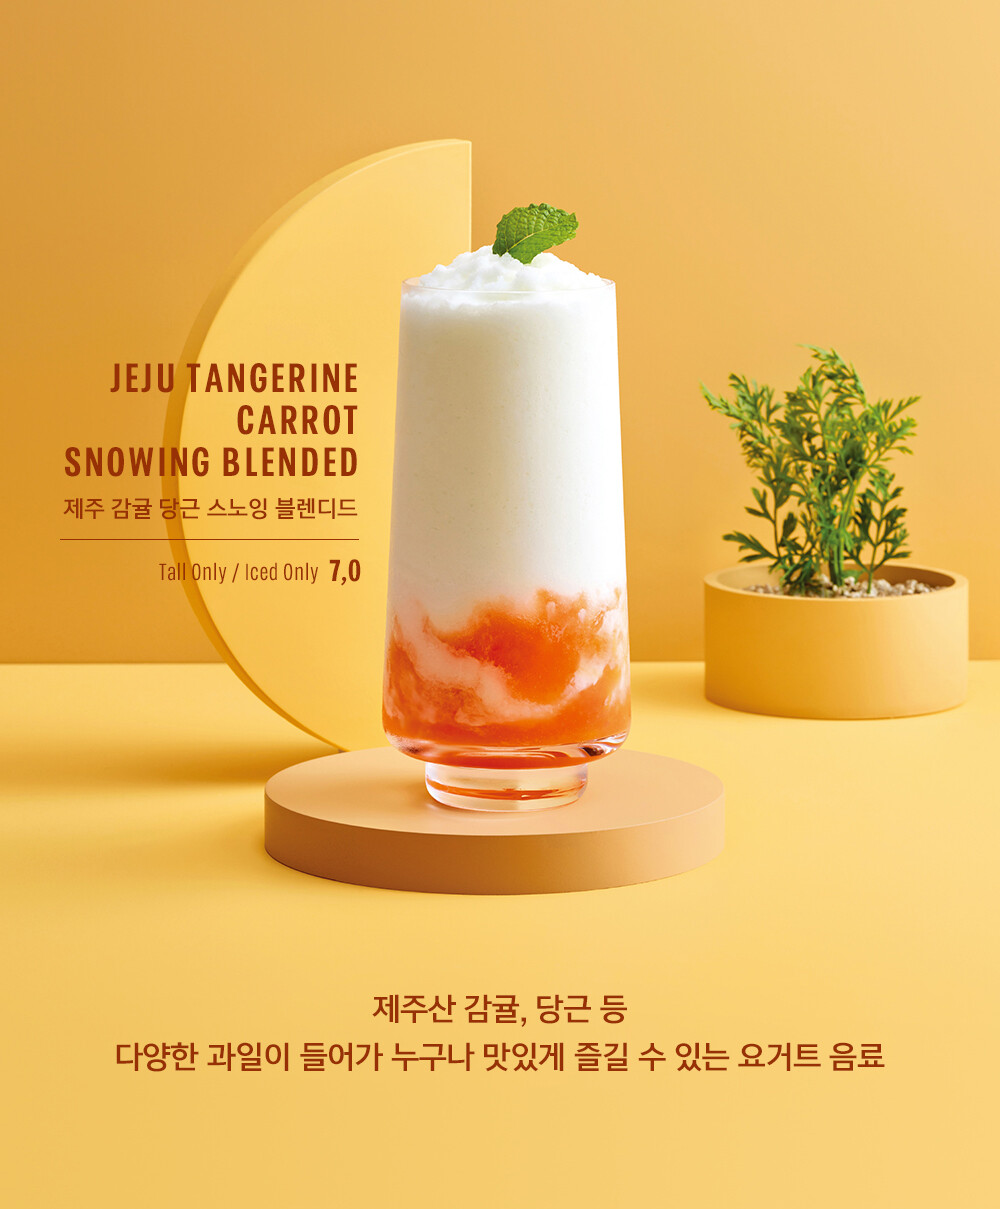 JEJU TANGERINE
CARROT
SNOWING BLENDED
제주 감귤 당근 스노잉 블렌디드
Tall Only / Iced Only 7,0
제주산 감귤, 당근 등
다양한 과일이 들어가 누구나 맛있게 즐길 수 있는 요거트 음료